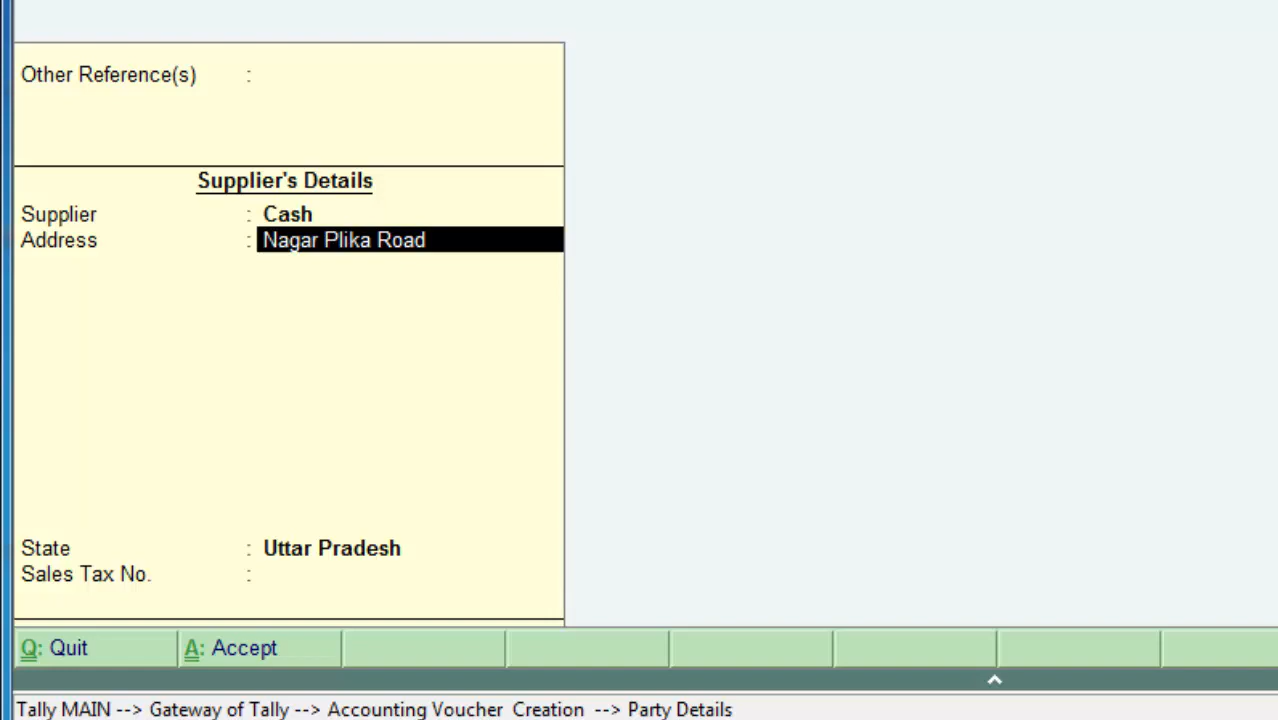 Other Reference(s) :
Supplier's Details
Supplier : Cash
Address : Nagar Plika Road
State : Uttar Pradesh
Sales Tax No. :
Q: Quit A: Accept
Tally MAIN --> Gateway of Tally --> Accounting Voucher Creation --> Party Details